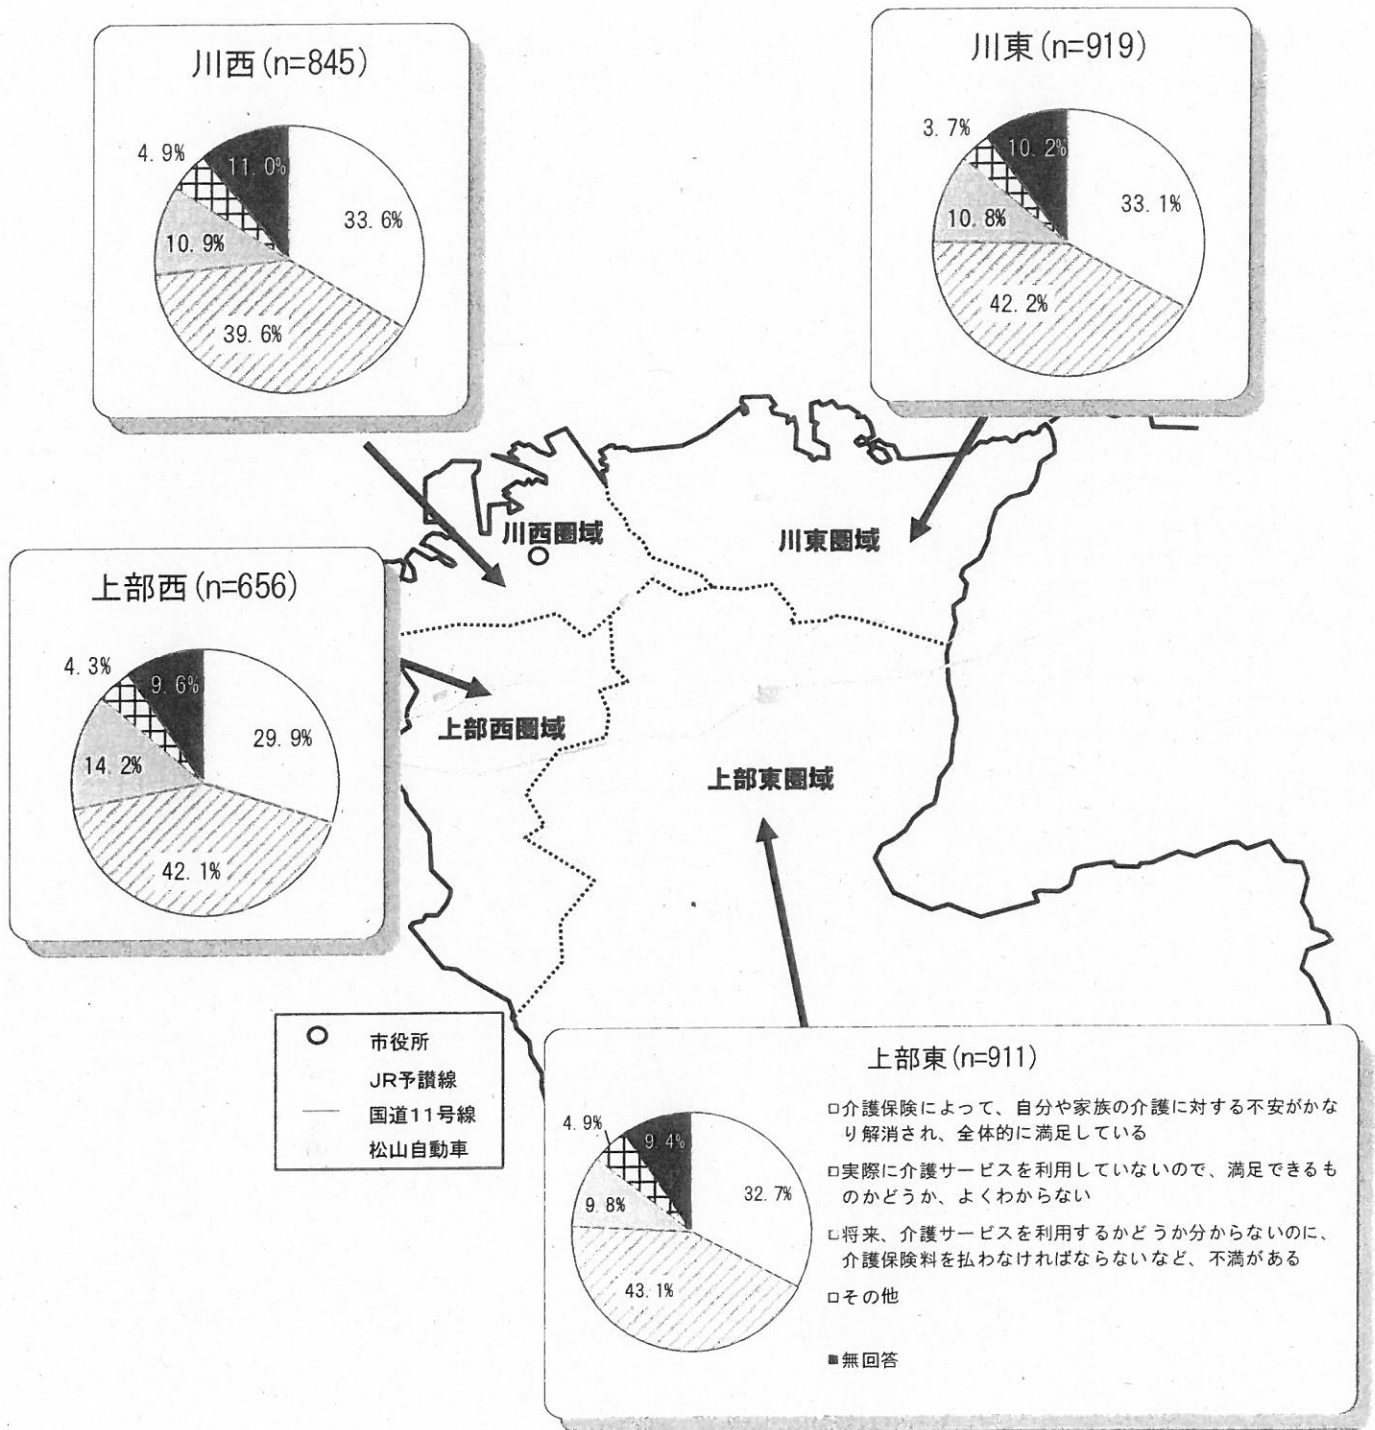 川西(n=845)
4.9%
11.0%
33.6%
10.9%
39.6%
川東(n=919)
3.7%
10.2%
33.1%
10.8%
42.2%
川西圏域
川東圏域
上部西(n=656)
4.3%
9.6%
29.9%
14.2%
42.1%
上部西圏域
上部東圏域
市役所
JR予讃線
国道11号線
松山自動車
上部東(n=911)
4.9%
9.4%
32.7%
9.8%
43.1%
□介護保険によって、自分や家族の介護に対する不安がかな
り解消され、全体的に満足している
□実際に介護サービスを利用していないので、満足できるも
のかどうか、よくわからない
□将来、介護サービスを利用するかどうか分からないのに、
介護保険料を払わなければならないなど、不満がある
□その他
■無回答